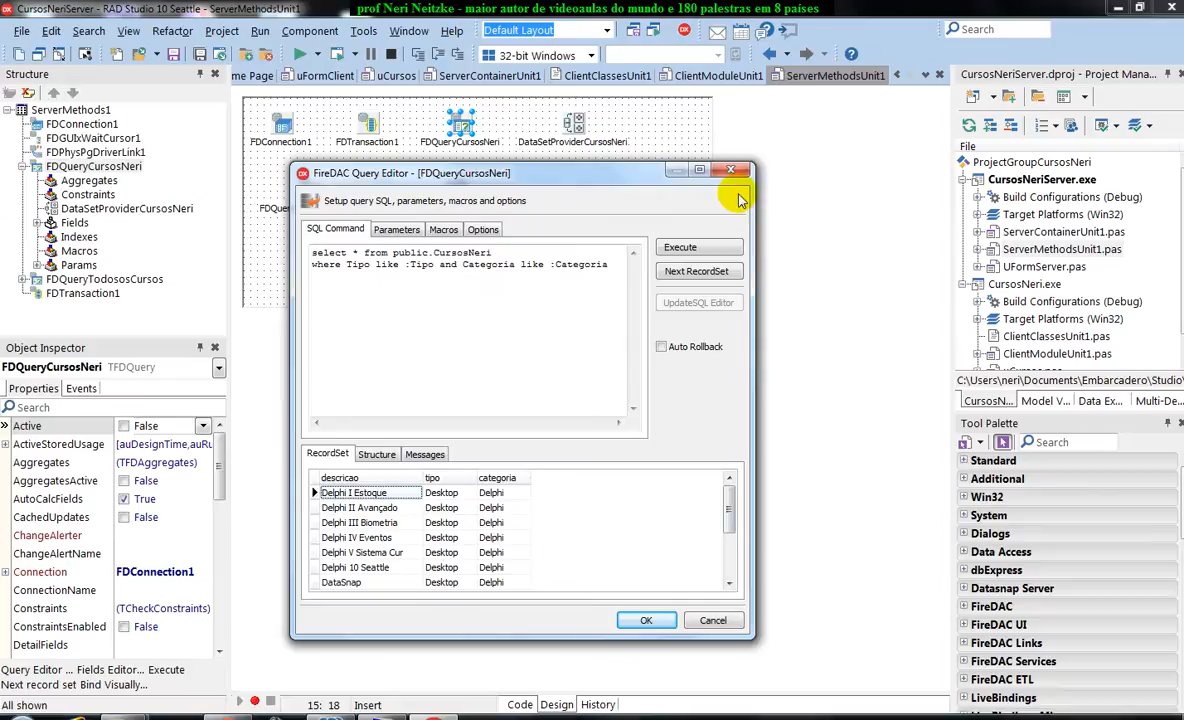 CursosNeriServer - RAD Studio 10 Seattle - ServerMethodsUnit1
prof Neri Neitzke - maior autor de videoaulas do mundo e 180 palestras em 8 países
File Edit Search View Refactor Project Run Component Tools Window Help
Default Layout
Search
32-bit Windows
Structure
me Page uFormClient uCursos ServerContainerUnit1 ClientClassesUnit1 ClientModuleUnit1 ServerMethodsUnit1
CursosNeriServer.dproj - Project Mana...
ServerMethods1
FDConnection1
FDGUIxWaitCursor1
FDPhysPgDriverLink1
FDQueryCursosNeri
Aggregates
Constraints
DataSetProviderCursosNeri
Fields
Indexes
Macros
Params
FDQueryTodososCursos
FDTransaction1
FDConnection1 FDTransaction1 FDQueryCursosNeri DataSetProviderCursosNeri
FDQue
FireDAC Query Editor - [FDQueryCursosNeri]
Setup query SQL, parameters, macros and options
SQL Command Parameters Macros Options
select * from public.CursosNeri
where Tipo like :Tipo and Categoria like :Categoria
Execute
Next RecordSet
UpdateSQL Editor
Auto Rollback
RecordSet Structure Messages
descricao tipo categoria
Delphi I Estoque Desktop Delphi
Delphi II Avançado Desktop Delphi
Delphi III Biometria Desktop Delphi
Delphi IV Eventos Desktop Delphi
Delphi V Sistema Cur Desktop Delphi
Delphi 10 Seattle Desktop Delphi
DataSnap Desktop Delphi
OK Cancel
File
ProjectGroupCursosNeri
CursosNeriServer.exe
Build Configurations (Debug)
Target Platforms (Win32)
ServerContainerUnit1.pas
ServerMethodsUnit1.pas
UFormServer.pas
CursosNeri.exe
Build Configurations (Debug)
Target Platforms (Win32)
ClientClassesUnit1.pas
ClientModuleUnit1.pas
C:\Users\neri\Documents\Embarcadero\Studio\
CursosN... Model V... Data Ex... Multi-De...
Tool Palette
Search
Standard
Additional
Win32
System
Dialogs
Data Access
dbExpress
Datasnap Server
FireDAC
FireDAC UI
FireDAC Links
FireDAC Services
FireDAC ETL
LiveBindings
Object Inspector
FDQueryCursosNeri TFDQuery
Properties Events
Search
Active False
ActiveStoredUsage [auDesignTime,auRu
Aggregates (TFDAggregates)
AggregatesActive False
AutoCalcFields True
CachedUpdates False
ChangeAlerter
ChangeAlertName
Connection FDConnection1
ConnectionName
Constraints (TCheckConstraints)
ConstraintsEnabled False
DetailFields
Query Editor ... Fields Editor... Execute
Next record set Bind Visually...
All shown
15: 18 Insert Code Design History